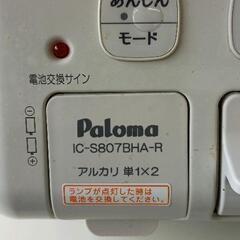 あんしん
モード
電池交換サイン
Paloma
IC-S807BHA-R
アルカリ 単1×2
ランプが点灯した時は
電池を交換してください